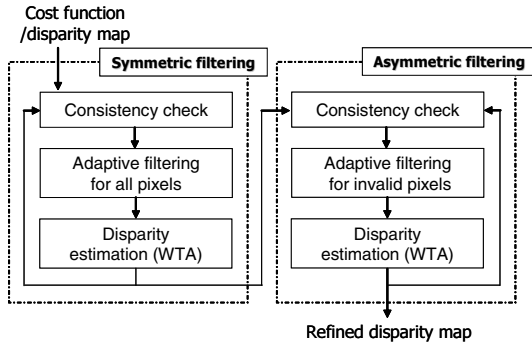 Cost function
/disparity map
Symmetric filtering
Consistency check
Adaptive filtering
for all pixels
Disparity
estimation (WTA)
Asymmetric filtering
Consistency check
Adaptive filtering
for invalid pixels
Disparity
estimation (WTA)
Refined disparity map